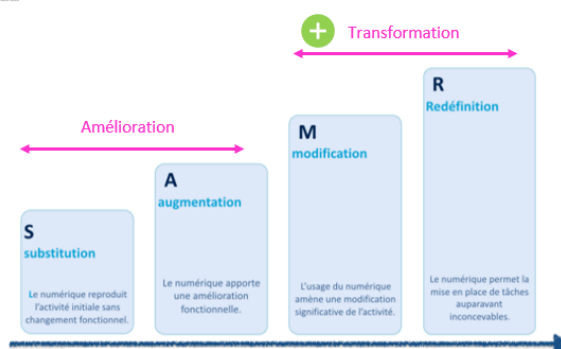 Transformation
Amélioration
S
substitution
Le numérique reproduit
l'activité initiale sans
changement fonctionnel.
A
augmentation
Le numérique apporte
une amélioration
fonctionnelle.
M
modification
L'usage du numérique
amène une modification
significative de l'activité.
R
Redéfinition
Le numérique permet la
mise en place de tâches
auparavant
inconcevables.